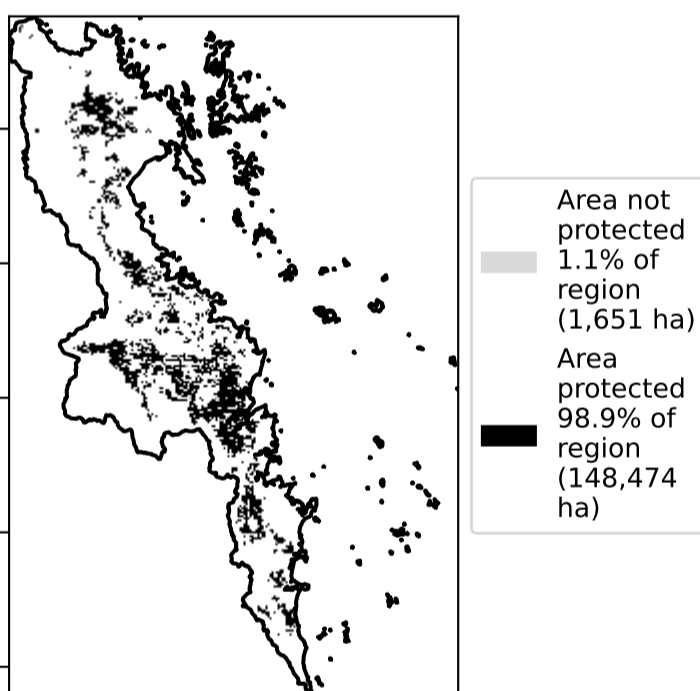 Area not
protected
1.1% of
region
(1,651 ha)
Area
protected
98.9% of
region
(148,474
ha)